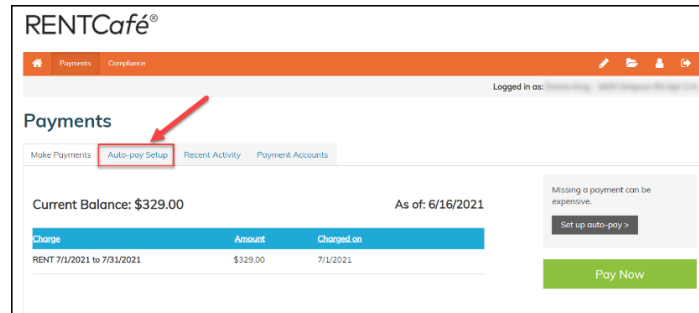 RENTCafé®
Payments Compliance
Logged in as:
Payments
Make Payments Auto-pay Setup Recent Activity Payment Accounts
Current Balance: $329.00 As of: 6/16/2021
Missing a payment can be
expensive.
Set up auto-pay >
Charge Amount Charged on
RENT 7/1/2021 to 7/31/2021 $329.00 7/1/2021
Pay Now